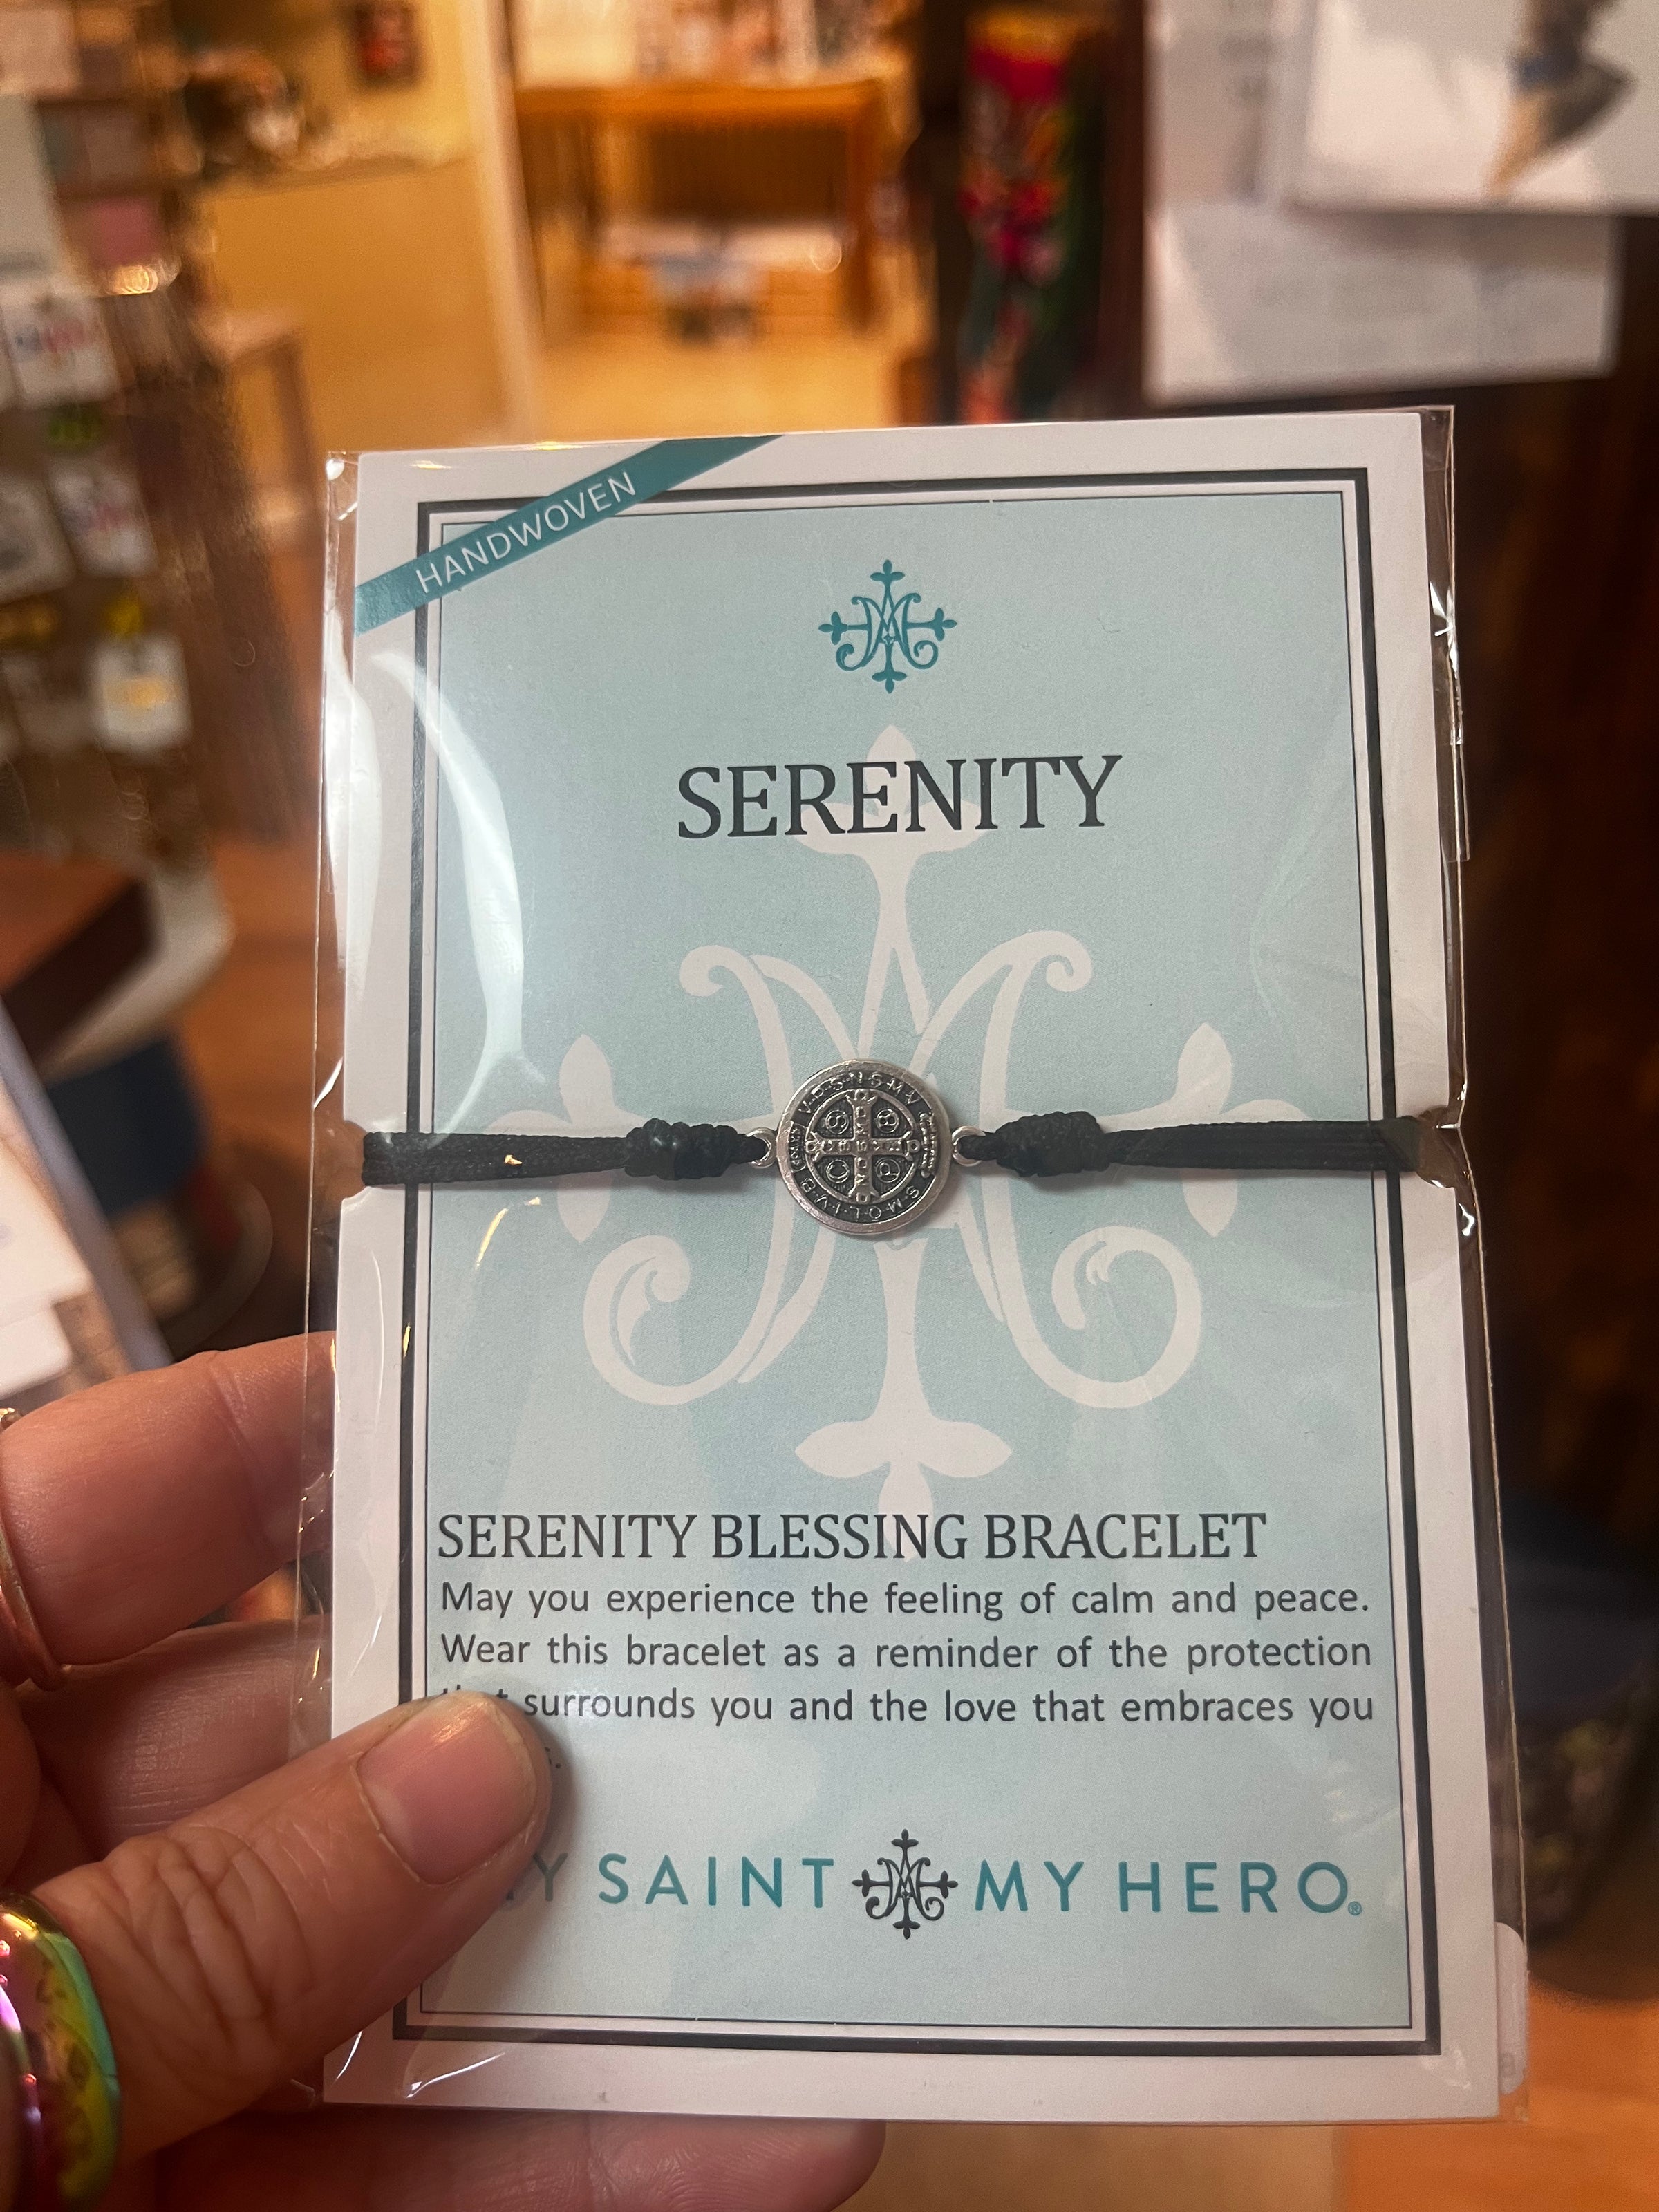 HANDWOVEN
SERENITY
V·R·S·N·S·M·V
S·M·Q·L·I·V·B
SERENITY BLESSING BRACELET
May you experience the feeling of calm and peace.
Wear this bracelet as a reminder of the protection
surrounds you and the love that embraces you
SAINT MY HERO®